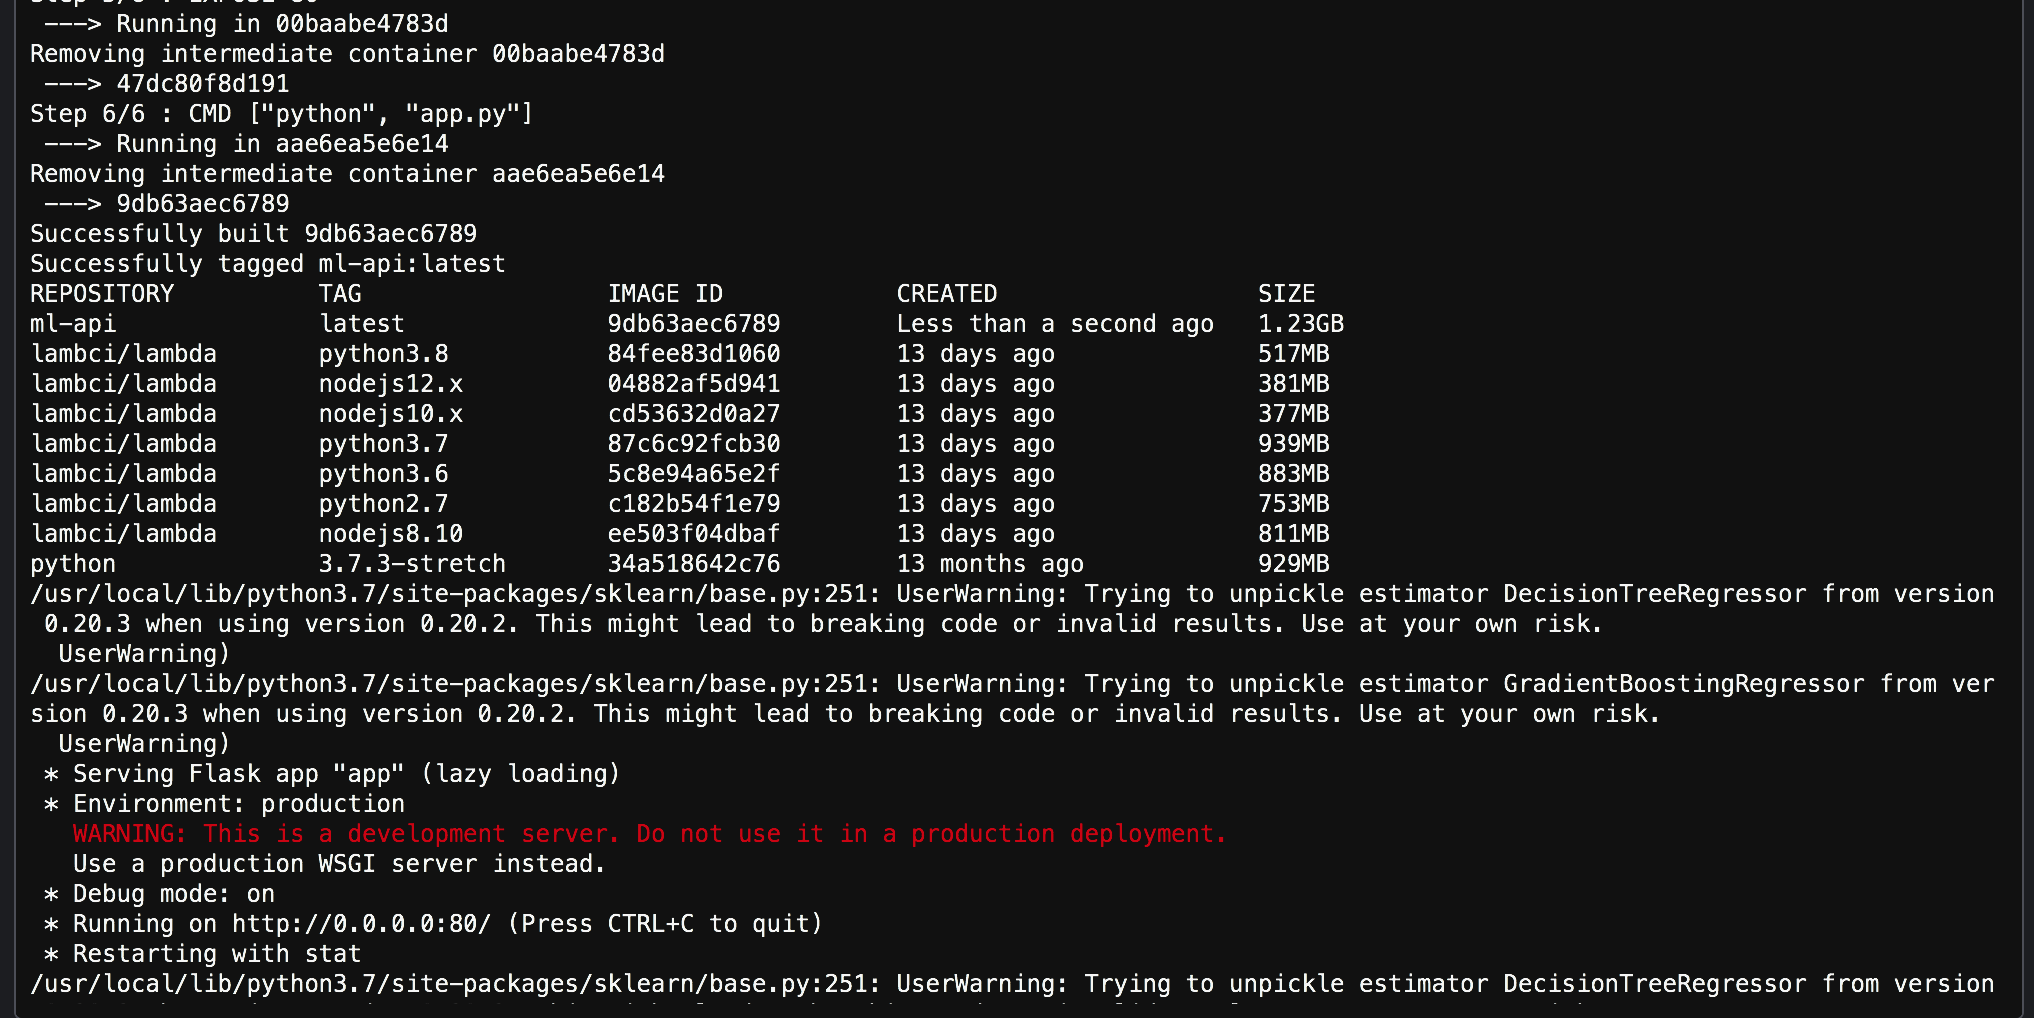 ---> Running in 00baabe4783d
Removing intermediate container 00baabe4783d
 ---> 47dc80f8d191
Step 6/6 : CMD ["python", "app.py"]
 ---> Running in aae6ea5e6e14
Removing intermediate container aae6ea5e6e14
 ---> 9db63aec6789
Successfully built 9db63aec6789
Successfully tagged ml-api:latest
REPOSITORY          TAG                 IMAGE ID            CREATED                  SIZE
ml-api              latest              9db63aec6789        Less than a second ago   1.23GB
lambci/lambda       python3.8           84fee83d1060        13 days ago              517MB
lambci/lambda       nodejs12.x          04882af5d941        13 days ago              381MB
lambci/lambda       nodejs10.x          cd53632d0a27        13 days ago              377MB
lambci/lambda       python3.7           87c6c92fcb30        13 days ago              939MB
lambci/lambda       python3.6           5c8e94a65e2f        13 days ago              883MB
lambci/lambda       python2.7           c182b54f1e79        13 days ago              753MB
lambci/lambda       nodejs8.10          ee503f04dbaf        13 days ago              811MB
python              3.7.3-stretch       34a518642c76        13 months ago            929MB
/usr/local/lib/python3.7/site-packages/sklearn/base.py:251: UserWarning: Trying to unpickle estimator DecisionTreeRegressor from version
 0.20.3 when using version 0.20.2. This might lead to breaking code or invalid results. Use at your own risk.
  UserWarning)
/usr/local/lib/python3.7/site-packages/sklearn/base.py:251: UserWarning: Trying to unpickle estimator GradientBoostingRegressor from ver
sion 0.20.3 when using version 0.20.2. This might lead to breaking code or invalid results. Use at your own risk.
  UserWarning)
 * Serving Flask app "app" (lazy loading)
 * Environment: production
   WARNING: This is a development server. Do not use it in a production deployment.
   Use a production WSGI server instead.
 * Debug mode: on
 * Running on http://0.0.0.0:80/ (Press CTRL+C to quit)
 * Restarting with stat
/usr/local/lib/python3.7/site-packages/sklearn/base.py:251: UserWarning: Trying to unpickle estimator DecisionTreeRegressor from version